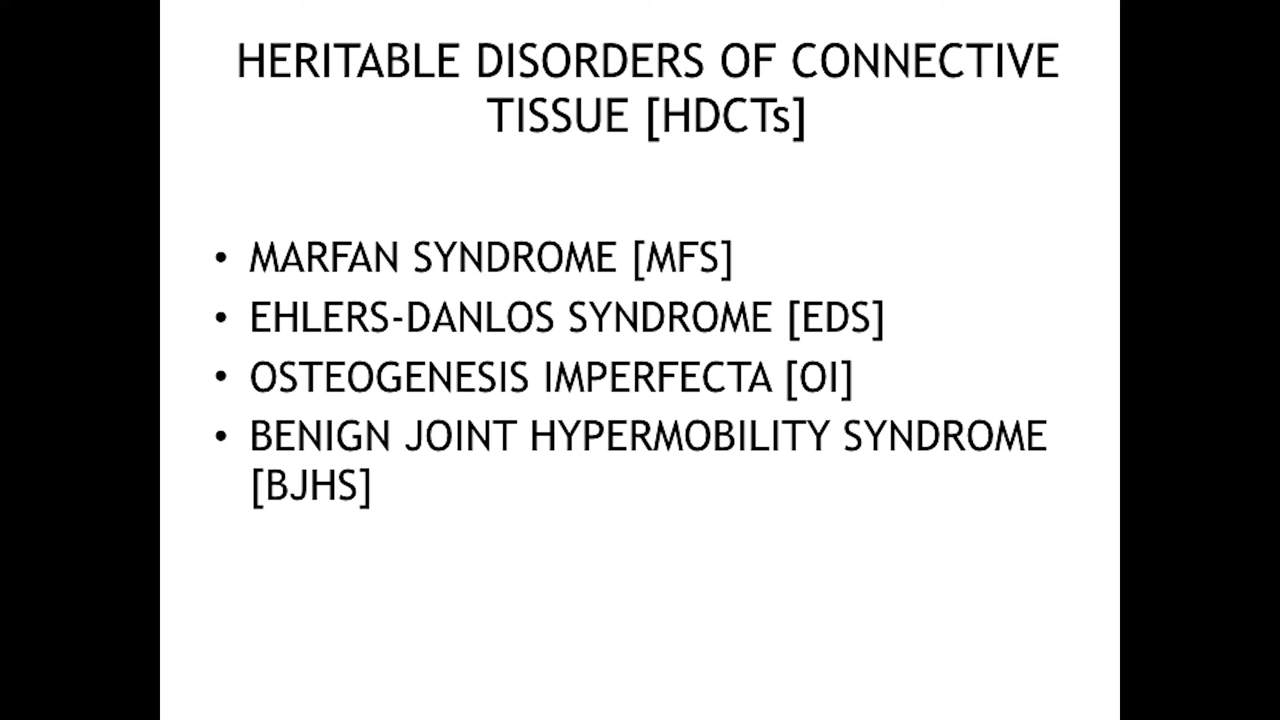 HERITABLE DISORDERS OF CONNECTIVE
TISSUE [HDCTs]
• MARFAN SYNDROME [MFS]
• EHLERS-DANLOS SYNDROME [EDS]
• OSTEOGENESIS IMPERFECTA [OI]
• BENIGN JOINT HYPERMOBILITY SYNDROME
[BJHS]